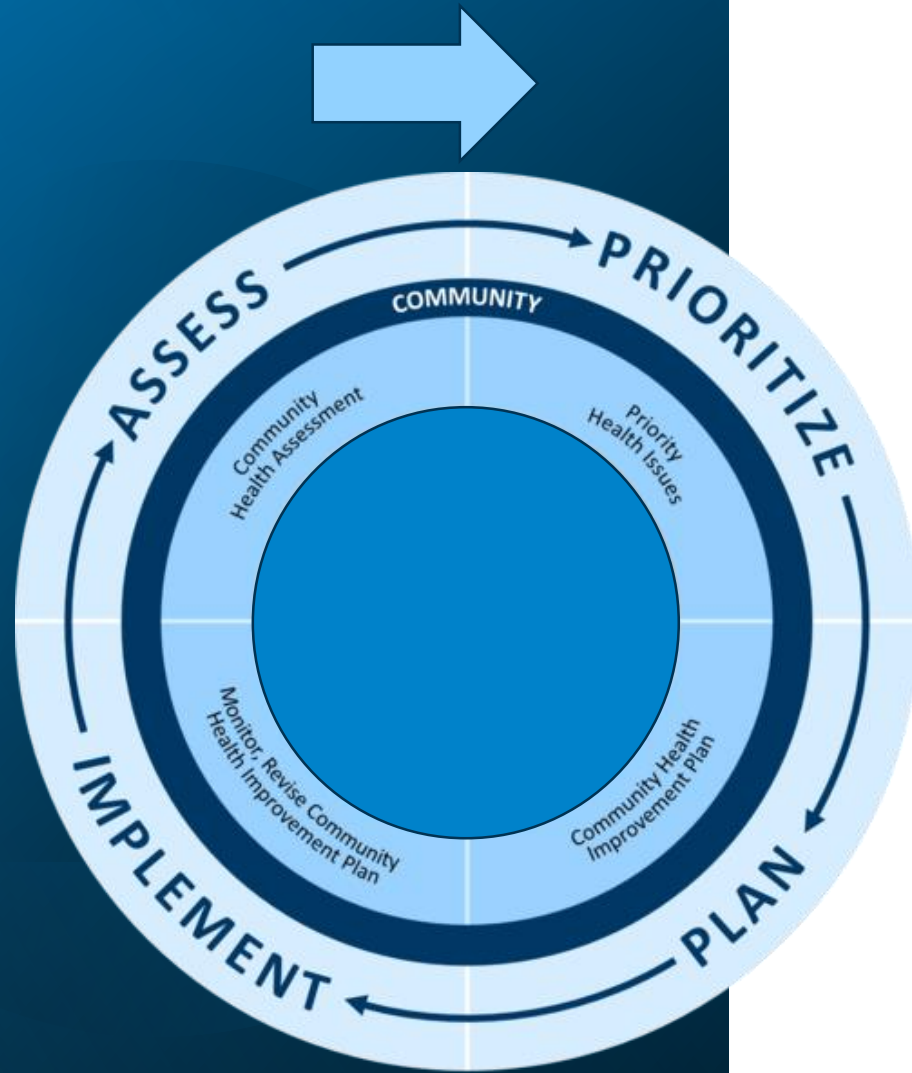 ASSESS
PRIORITIZE
COMMUNITY
Community
Health Assessment
Priority
Health Issues
Monitor, Revise Community
Health Improvement Plan
Community Health
Improvement Plan
IMPLEMENT
PLAN